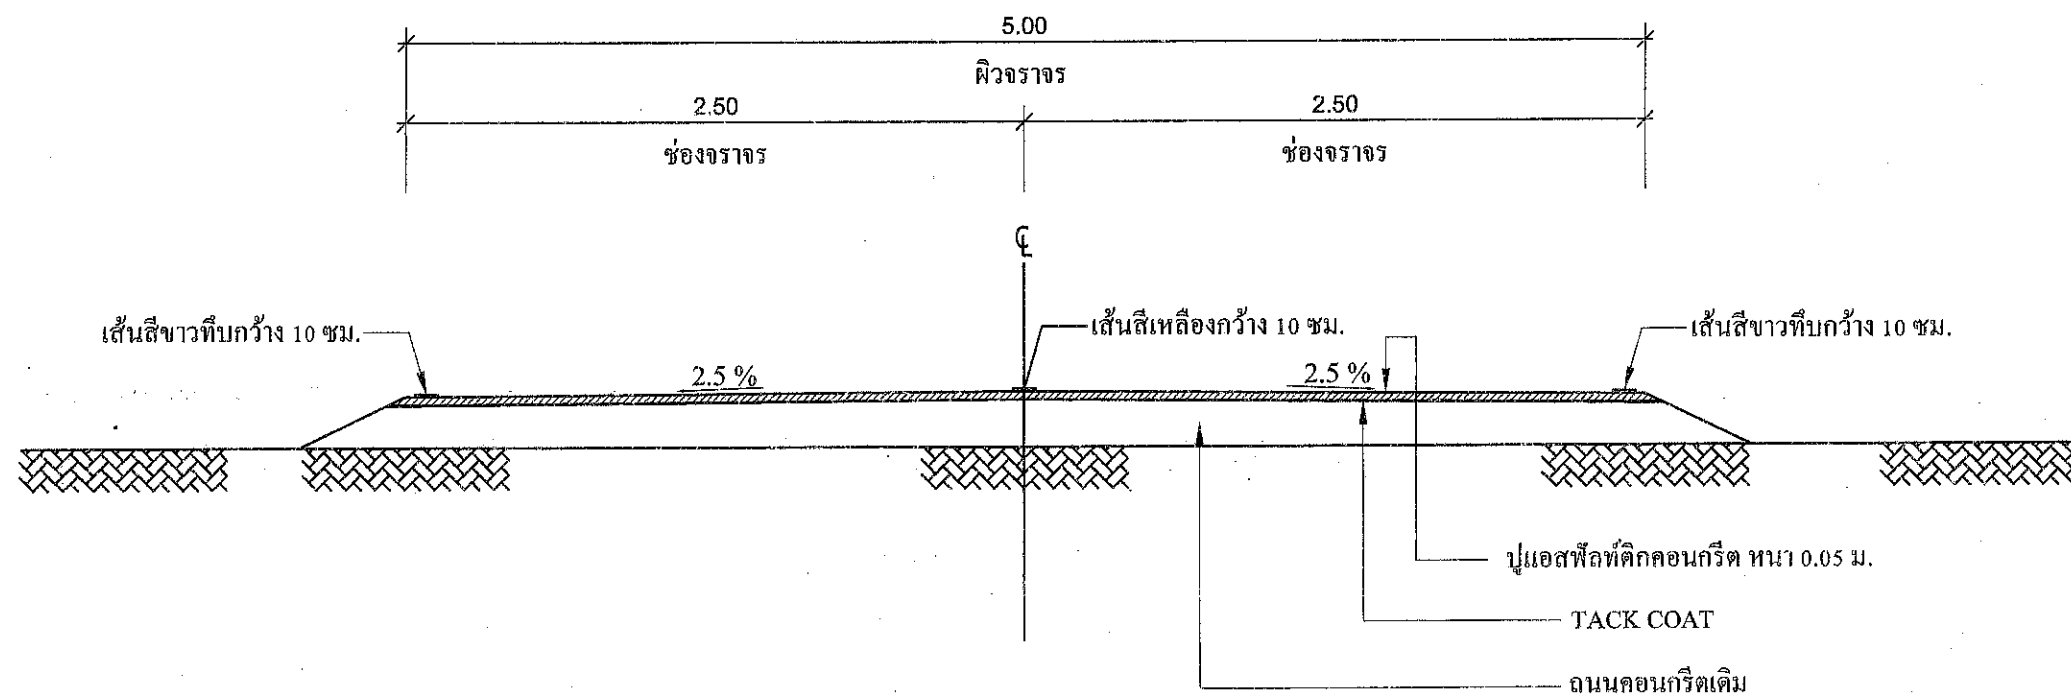 5.00
ผิวจราจร
2.50 2.50
ช่องจราจร ช่องจราจร
℄
เส้นสีขาวทึบกว้าง 10 ซม. เส้นสีเหลืองกว้าง 10 ซม. เส้นสีขาวทึบกว้าง 10 ซม.
2.5 % 2.5 %
ปูแอสฟัลท์ติกคอนกรีต หนา 0.05 ม.
TACK COAT
ถนนคอนกรีตเดิม